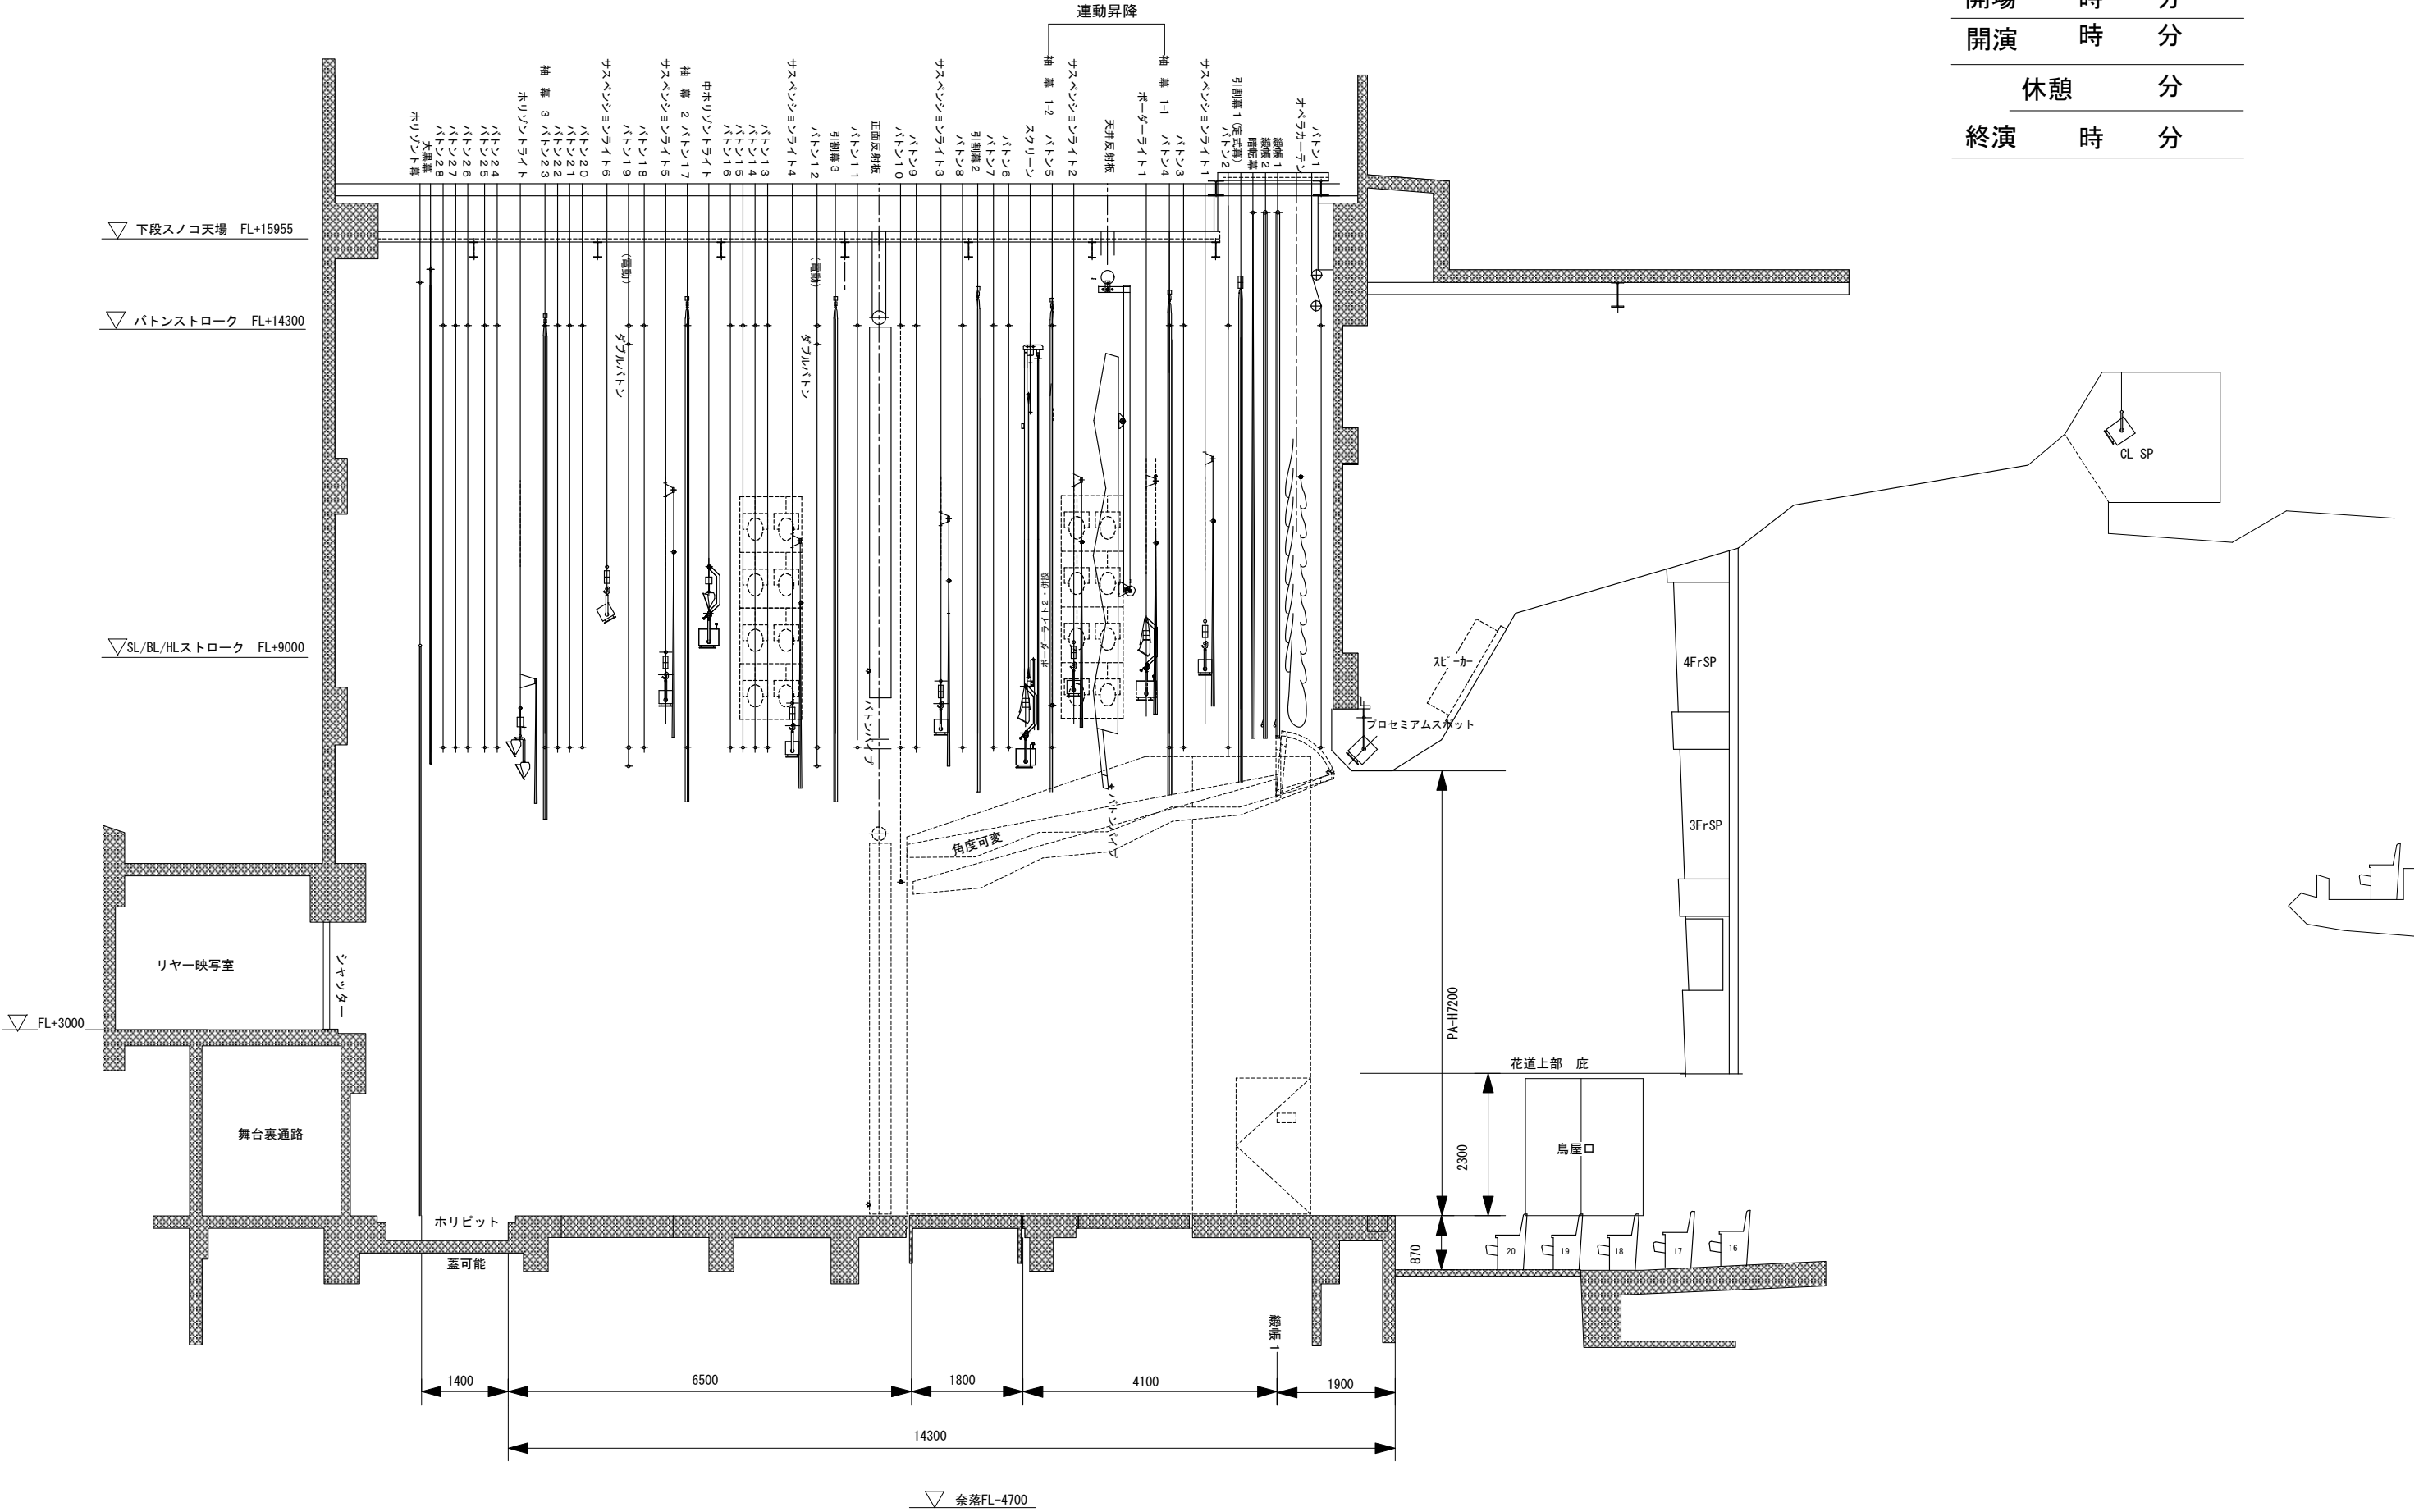 連動昇降
開場 時 分
開演 時 分
休憩 分
終演 時 分
ホリゾント幕
大黒幕
バトン28
バトン27
バトン26
バトン25
バトン24
ホリゾントライト
袖 幕 3 バトン23
バトン22
バトン21
バトン20
サスペンションライト6
バトン19
バトン18
サスペンションライト5
袖 幕 2 バトン17
中ホリゾントライト
バトン16
バトン15
バトン14
バトン13
サスペンションライト4
バトン12
引割幕3
バトン11
正面反射板
バトン10
バトン9
サスペンションライト3
バトン8
引割幕2
バトン7
バトン6
スクリーン
袖 幕 1-2 バトン5
サスペンションライト2
天井反射板
ボーダーライト1
袖 幕 1-1 バトン4
バトン3
サスペンションライト1
バトン2
引割幕1(定式幕)
暗転幕
緞帳2
緞帳1
オペラカーテン
バトン1
下段スノコ天場 FL+15955
(電動)
(電動)
バトンストローク FL+14300
ダブルバトン
ダブルバトン
CL SP
ボーダーライト2・併設
SL/BL/HLストローク FL+9000
スピーカー
4FrSP
バトンパイプ
プロセミアムスポット
バトンパイプ
角度可変
3FrSP
リヤー映写室
シャッター
FL+3000
PA-H7200
花道上部 庇
舞台裏通路
2300
鳥屋口
ホリピット
蓋可能
870
20
19
18
17
16
緞帳1
1400
6500
1800
4100
1900
14300
奈落FL-4700